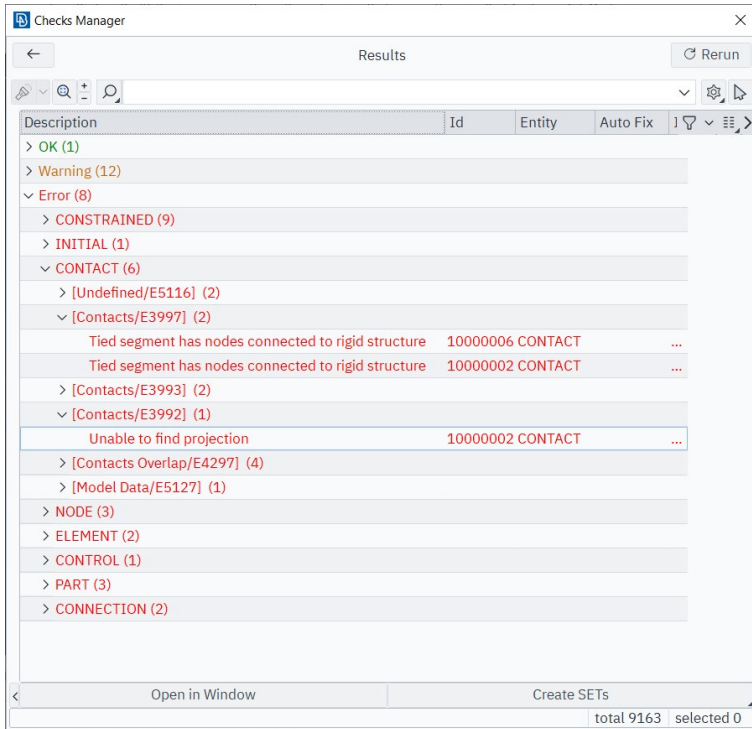 Checks Manager
Results
Rerun
Description Id Entity Auto Fix
OK (1)
Warning (12)
Error (8)
CONSTRAINED (9)
INITIAL (1)
CONTACT (6)
[Undefined/E5116] (2)
[Contacts/E3997] (2)
Tied segment has nodes connected to rigid structure 10000006 CONTACT ...
Tied segment has nodes connected to rigid structure 10000002 CONTACT ...
[Contacts/E3993] (2)
[Contacts/E3992] (1)
Unable to find projection 10000002 CONTACT ...
[Contacts Overlap/E4297] (4)
[Model Data/E5127] (1)
NODE (3)
ELEMENT (2)
CONTROL (1)
PART (3)
CONNECTION (2)
Open in Window Create SETs
total 9163 selected 0